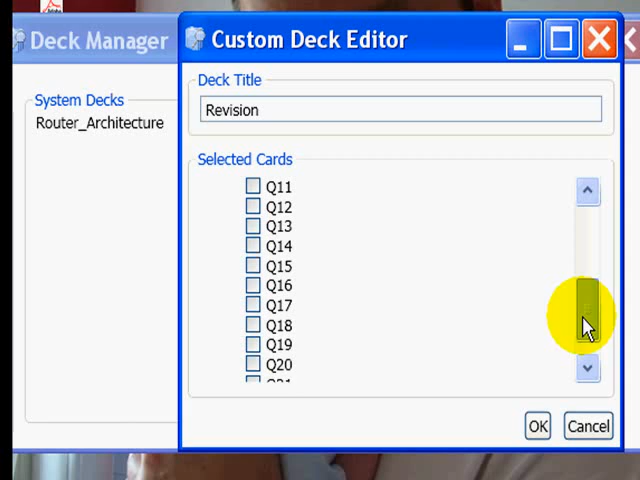 Deck Manager
Custom Deck Editor
System Decks
Router_Architecture
Deck Title
Revision
Selected Cards
Q11
Q12
Q13
Q14
Q15
Q16
Q17
Q18
Q19
Q20
Q21
OK
Cancel